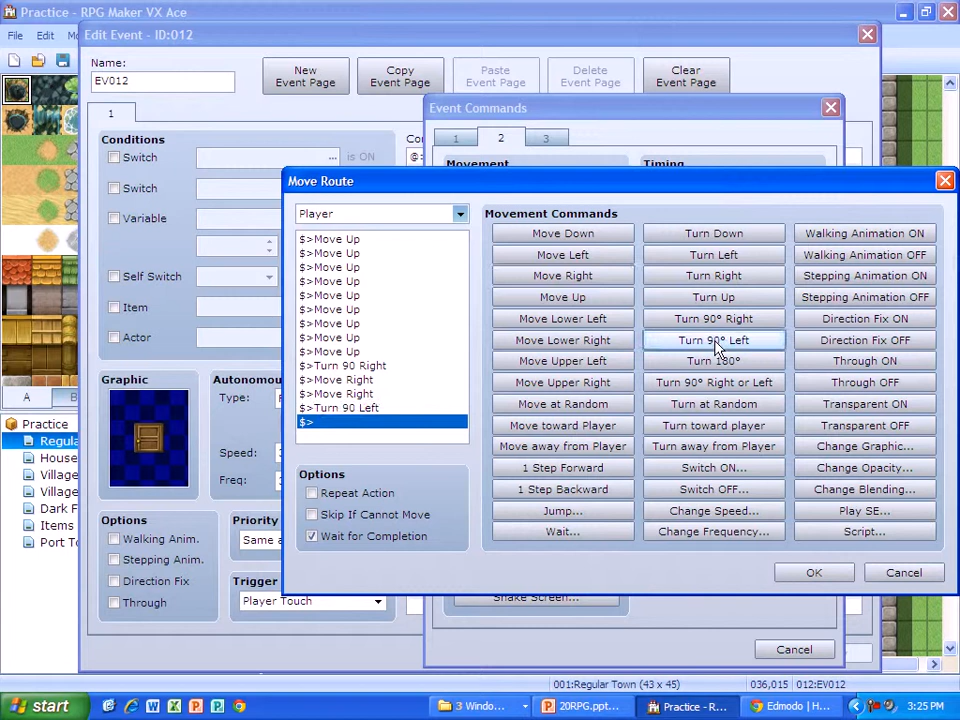 Practice - RPG Maker VX Ace
File Edit
Edit Event - ID:012
Name:
EV012
New Event Page
Copy Event Page
Paste Event Page
Delete Event Page
Clear Event Page
1
Conditions
Switch
... is ON
Switch
Variable
Self Switch
Item
Actor
Graphic
Type:
Speed:
Freq:
Options
Walking Anim.
Stepping Anim.
Direction Fix
Through
Same a
Trigger
Player Touch
A
Practice
Regula
House
Village
Village
Dark F
Items
Port To
Event Commands
1 2 3
Movement
Timing
Shake Screen...
Cancel
Move Route
Player
$>Move Up
$>Move Up
$>Move Up
$>Move Up
$>Move Up
$>Move Up
$>Move Up
$>Move Up
$>Move Up
$>Turn 90 Right
$>Move Right
$>Move Right
$>Turn 90 Left
$>
Options
Repeat Action
Skip If Cannot Move
Wait for Completion
Movement Commands
Move Down Turn Down Walking Animation ON
Move Left Turn Left Walking Animation OFF
Move Right Turn Right Stepping Animation ON
Move Up Turn Up Stepping Animation OFF
Move Lower Left Turn 90° Right Direction Fix ON
Move Lower Right Turn 90° Left Direction Fix OFF
Move Upper Left Turn 180° Through ON
Move Upper Right Turn 90° Right or Left Through OFF
Move at Random Turn at Random Transparent ON
Move toward Player Turn toward player Transparent OFF
Move away from Player Turn away from Player Change Graphic...
1 Step Forward Switch ON... Change Opacity...
1 Step Backward Switch OFF... Change Blending...
Jump... Change Speed... Play SE...
Wait... Change Frequency... Script...
OK Cancel
001:Regular Town (43 x 45) 036,015 012:EV012
start 3 Windo... 20RPG.ppt... Practice - R... Edmodo | H... 3:25 PM